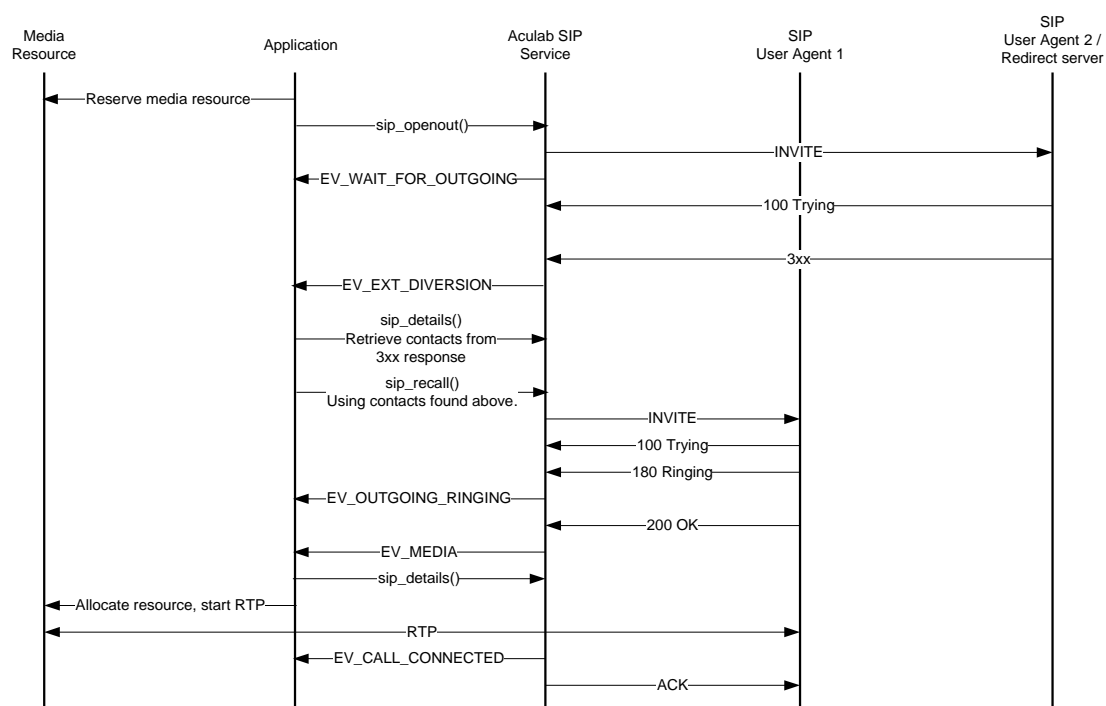 Media
Resource
Application
Aculab SIP
Service
SIP
User Agent 1
SIP
User Agent 2 /
Redirect server
Reserve media resource
sip_openout()
INVITE
EV_WAIT_FOR_OUTGOING
100 Trying
3xx
EV_EXT_DIVERSION
sip_details()
Retrieve contacts from
3xx response
sip_recall()
Using contacts found above.
INVITE
100 Trying
180 Ringing
EV_OUTGOING_RINGING
200 OK
EV_MEDIA
sip_details()
Allocate resource, start RTP
RTP
EV_CALL_CONNECTED
ACK